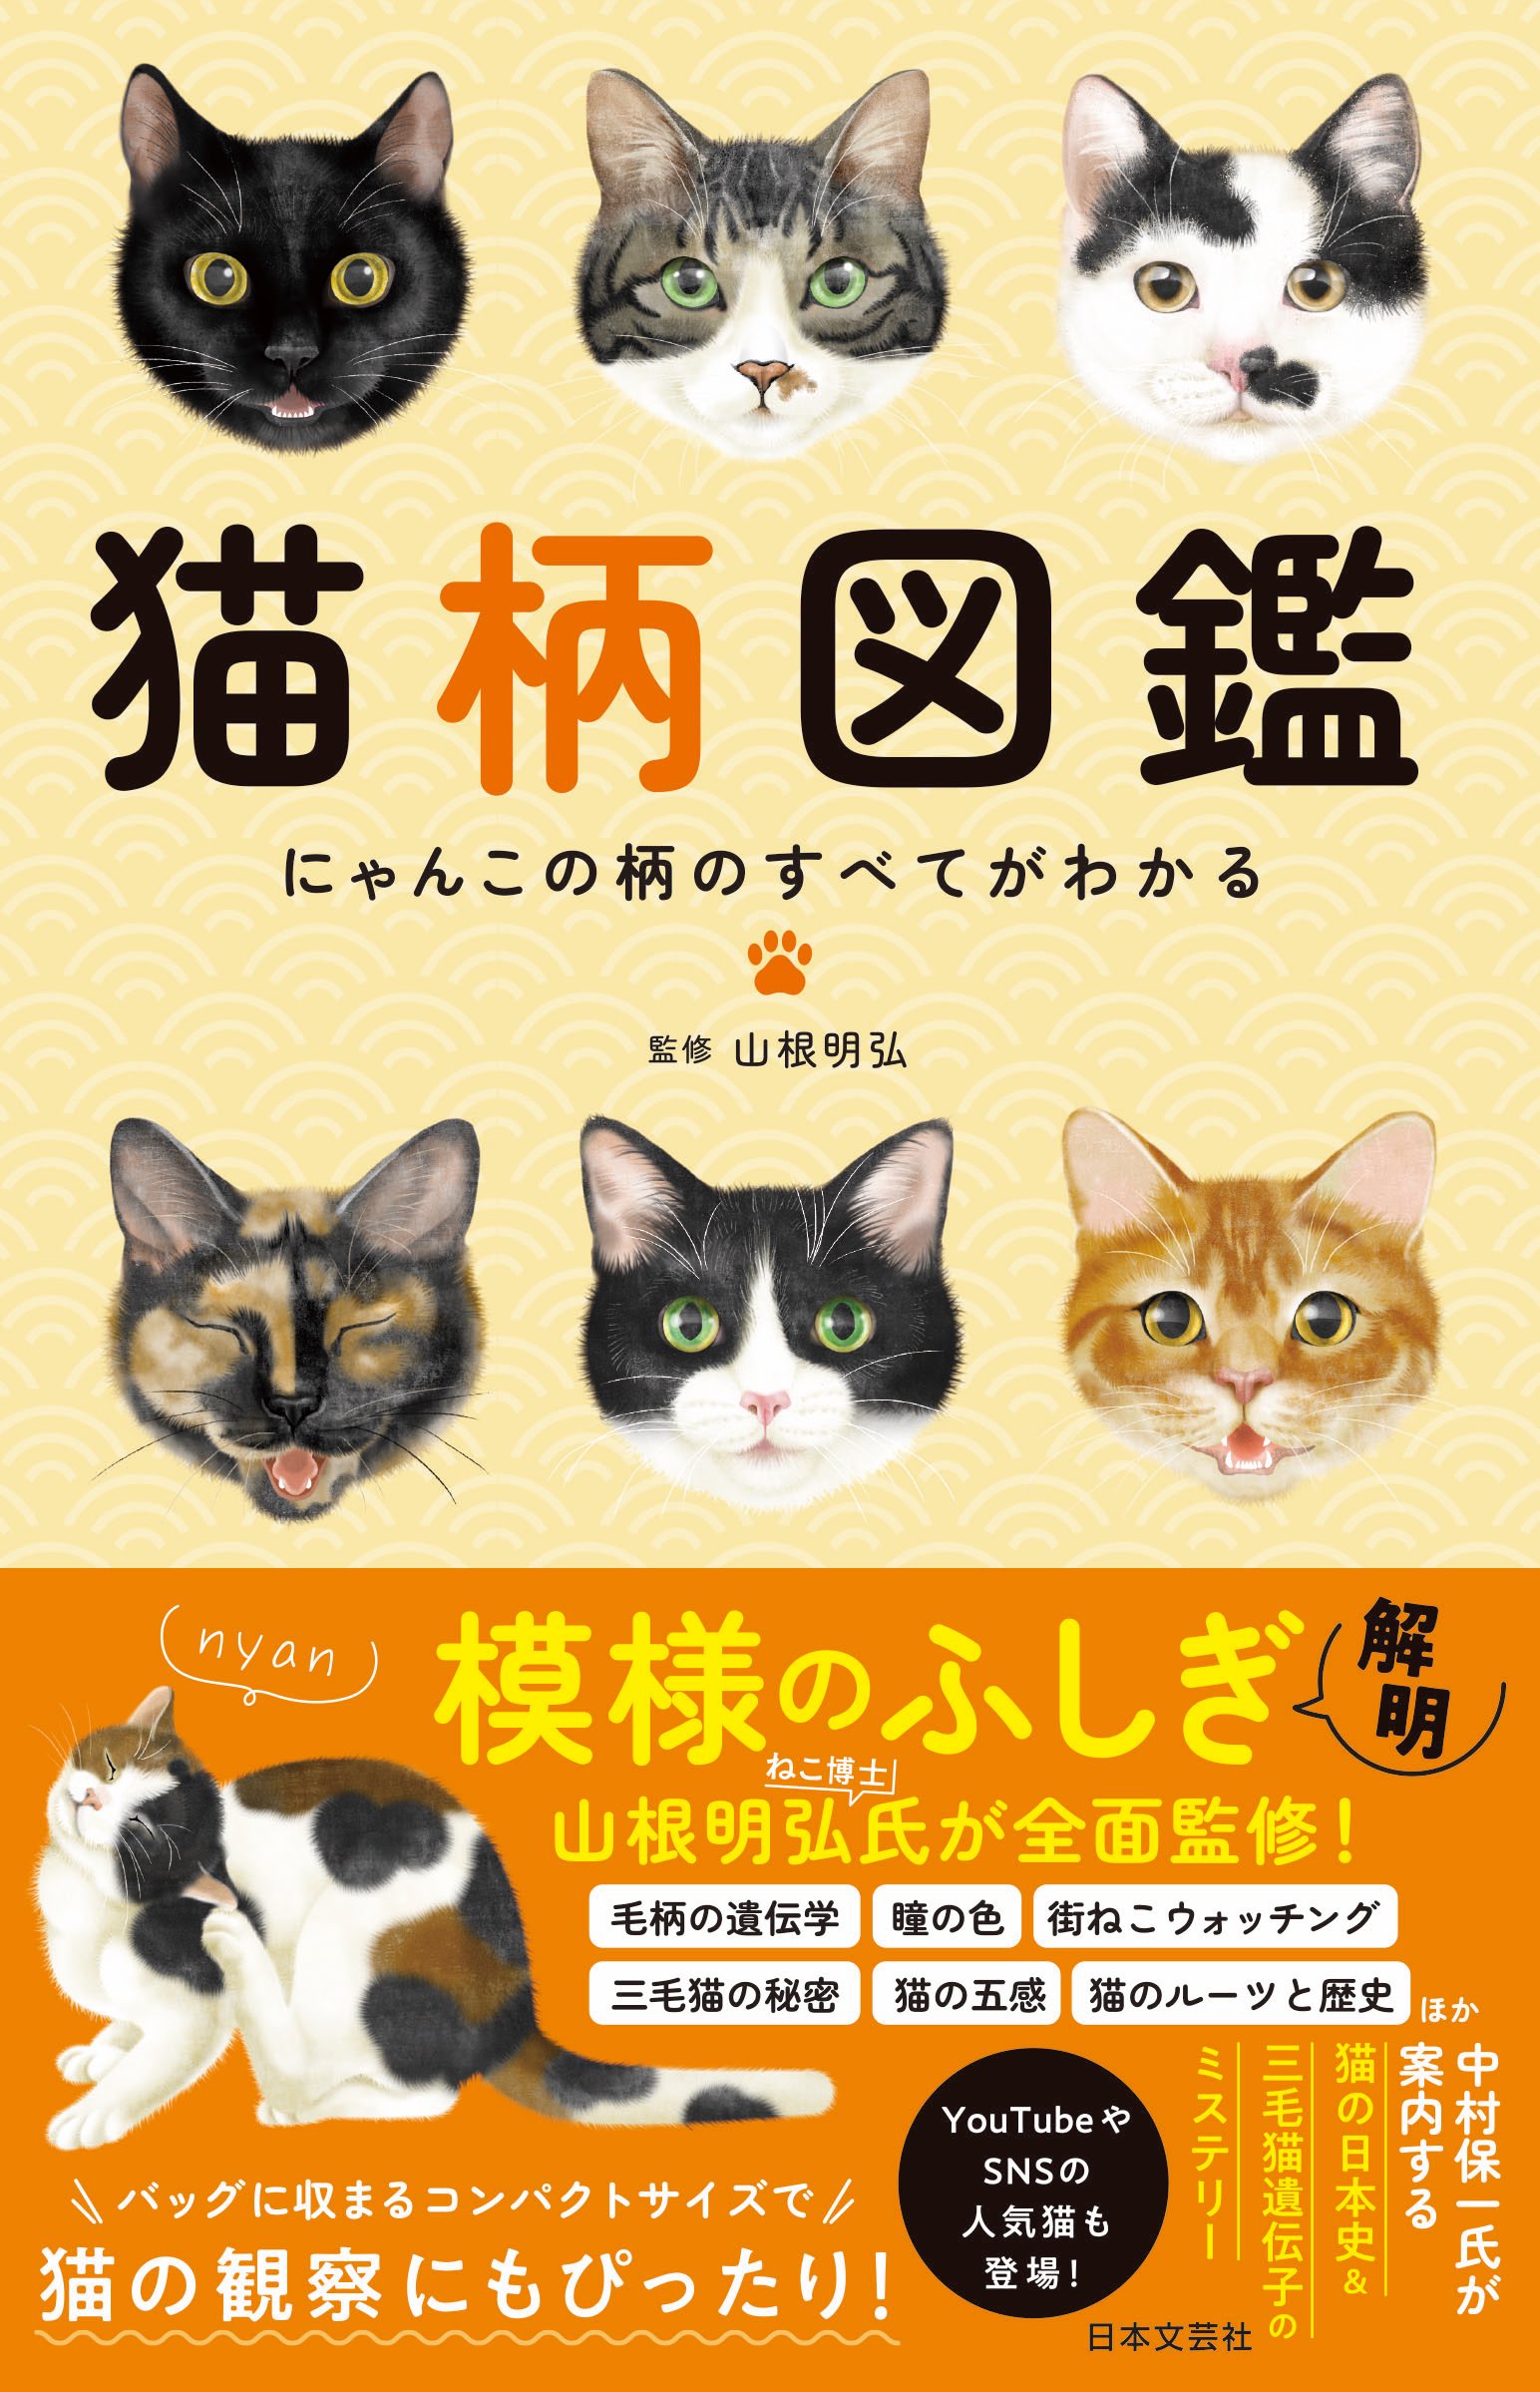 猫柄図鑑
にゃんこの柄のすべてがわかる
監修 山根明弘
nyan
模様のふしぎ
解明
ねこ博士
山根明弘氏が全面監修！
毛柄の遺伝学
瞳の色
街ねこウォッチング
三毛猫の秘密
猫の五感
猫のルーツと歴史
ほか
中村保一氏が
案内する
猫の日本史&
三毛猫遺伝子の
ミステリー
YouTubeや
SNSの
人気猫も
登場！
バッグに収まるコンパクトサイズで
猫の観察にもぴったり！
日本文芸社